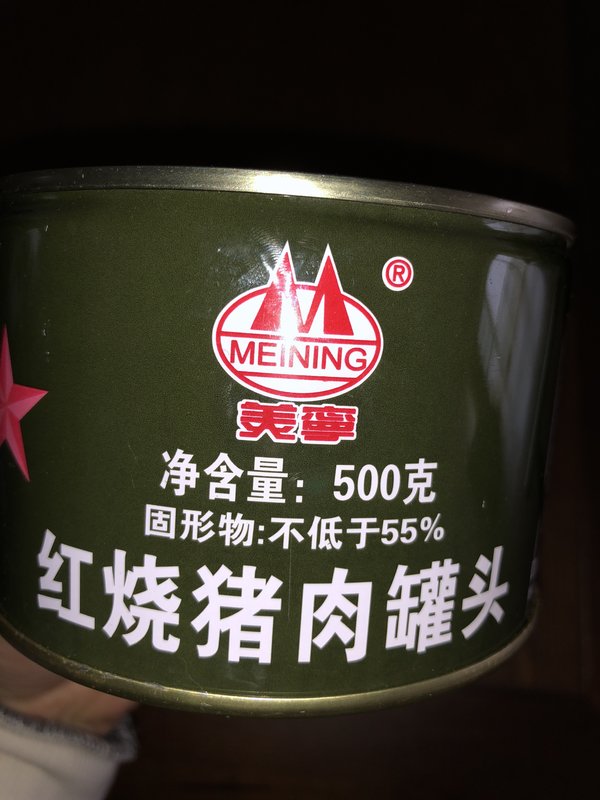 ®
MEINING
美寧
净含量：500克
固形物:不低于55%
红烧猪肉罐头